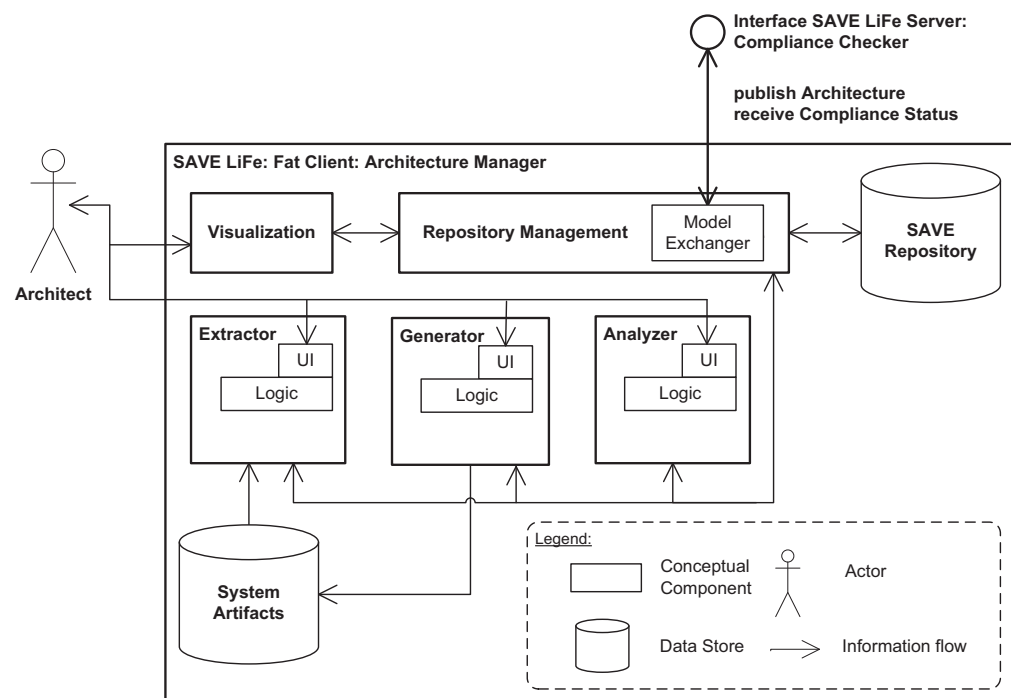 Interface SAVE LiFe Server:
Compliance Checker
publish Architecture
receive Compliance Status
SAVE LiFe: Fat Client: Architecture Manager
Architect
Visualization
Repository Management
Model
Exchanger
SAVE
Repository
Extractor
UI
Logic
Generator
UI
Logic
Analyzer
UI
Logic
System
Artifacts
Legend:
Conceptual
Component
Actor
Data Store
Information flow